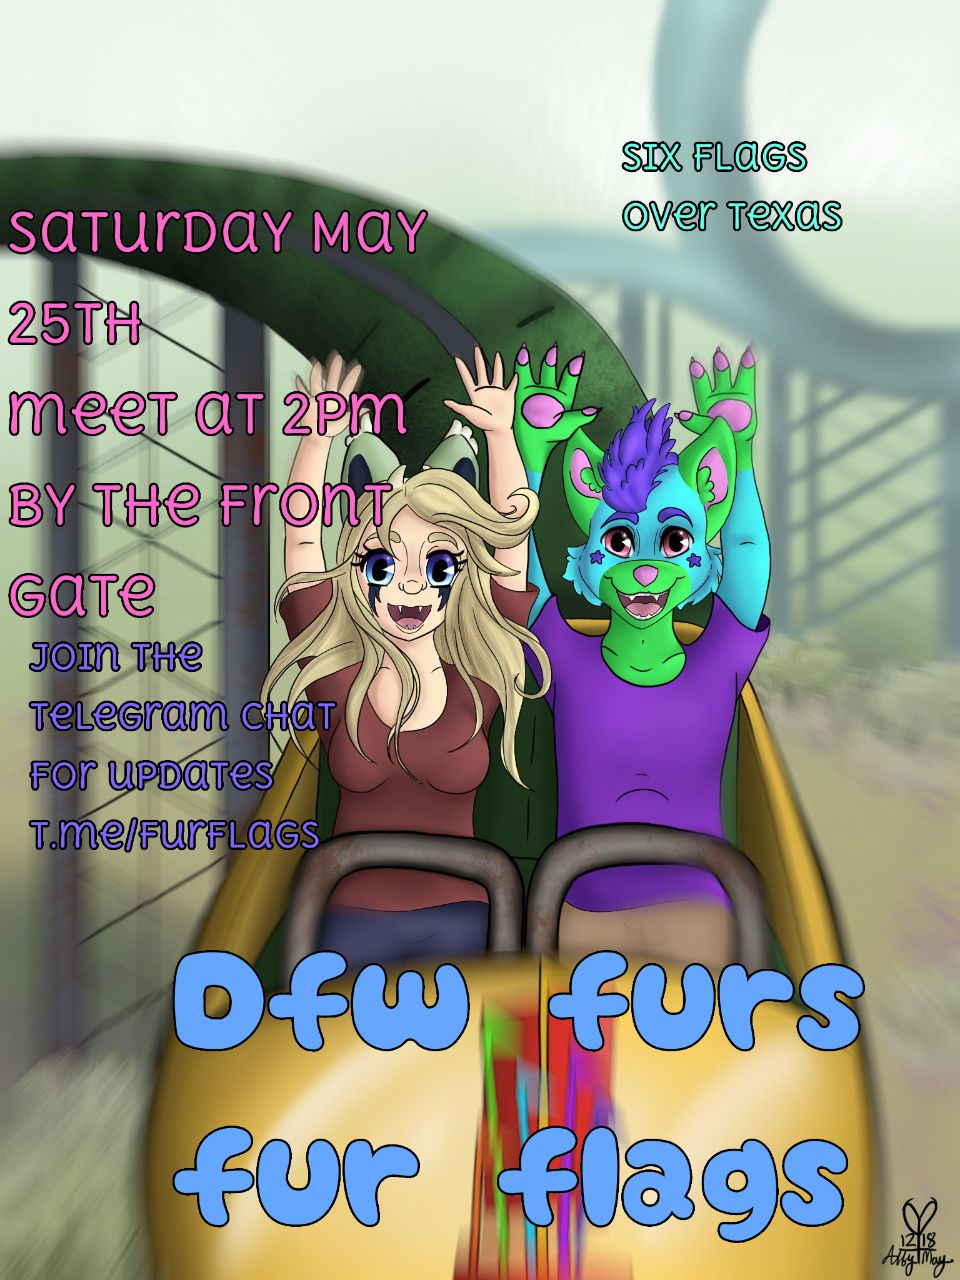 SIX FLAGS
OVER TEXAS
SATURDAY MAY
25TH
MEET AT 2PM
BY THE FRONT
GATE
JOIN THE
TELEGRAM CHAT
FOR UPDATES
T.ME/FURFLAGS
Dfw furs
fur flags
12 18
Abby May